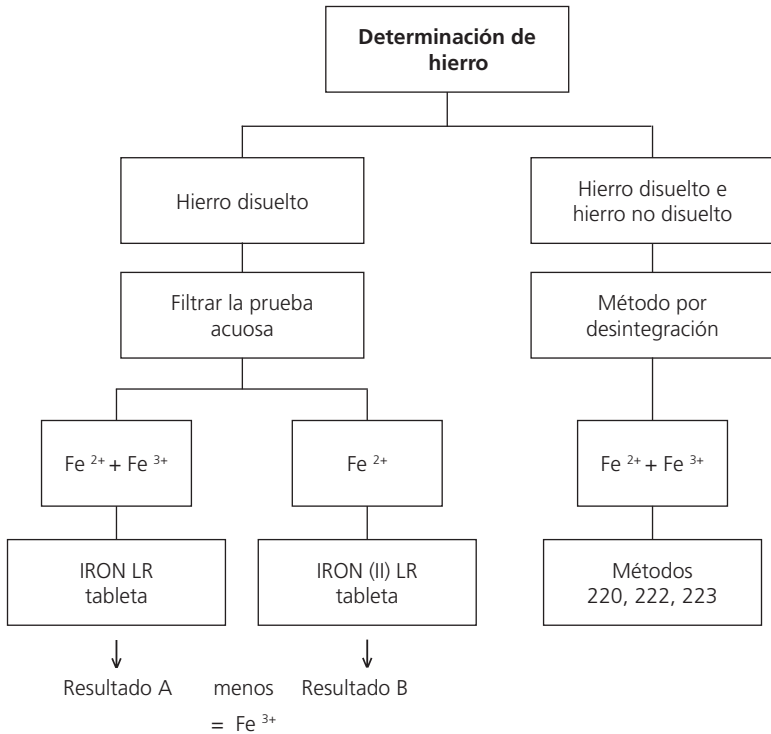 Determinación de
hierro
Hierro disuelto
Hierro disuelto e
hierro no disuelto
Filtrar la prueba
acuosa
Método por
desintegración
Fe ²⁺ + Fe ³⁺
Fe ²⁺
Fe ²⁺ + Fe ³⁺
IRON LR
tableta
IRON (II) LR
tableta
Métodos
220, 222, 223
Resultado A menos Resultado B
= Fe ³⁺